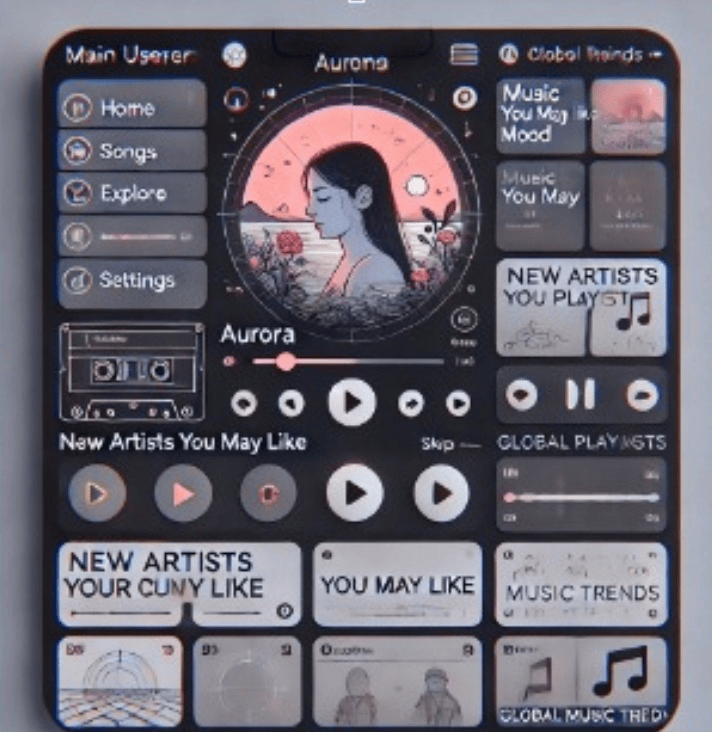 Main Userer
Aurona
Global Trends
Home
Songs
Explore
Settings
Music
You May like
Mood
Music
You May
NEW ARTISTS
YOU PLAYST
Aurora
New Artists You May Like
Skip
GLOBAL PLAYLISTS
NEW ARTISTS
YOUR CUNY LIKE
YOU MAY LIKE
MUSIC TRENDS
GLOBAL MUSIC TRED